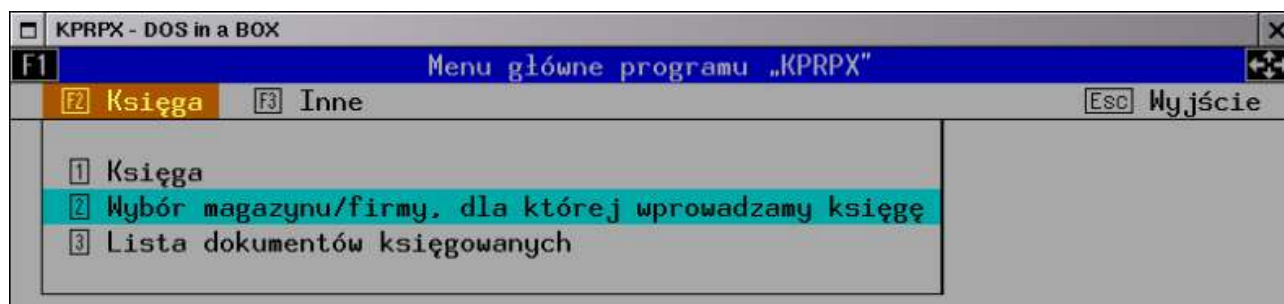 KPRPX - DOS in a BOX
F1 Menu główne programu „KPRPX”
F2 Księga F3 Inne Esc Wyjście
1 Księga
2 Wybór magazynu/firmy, dla której wprowadzamy księgę
3 Lista dokumentów księgowanych